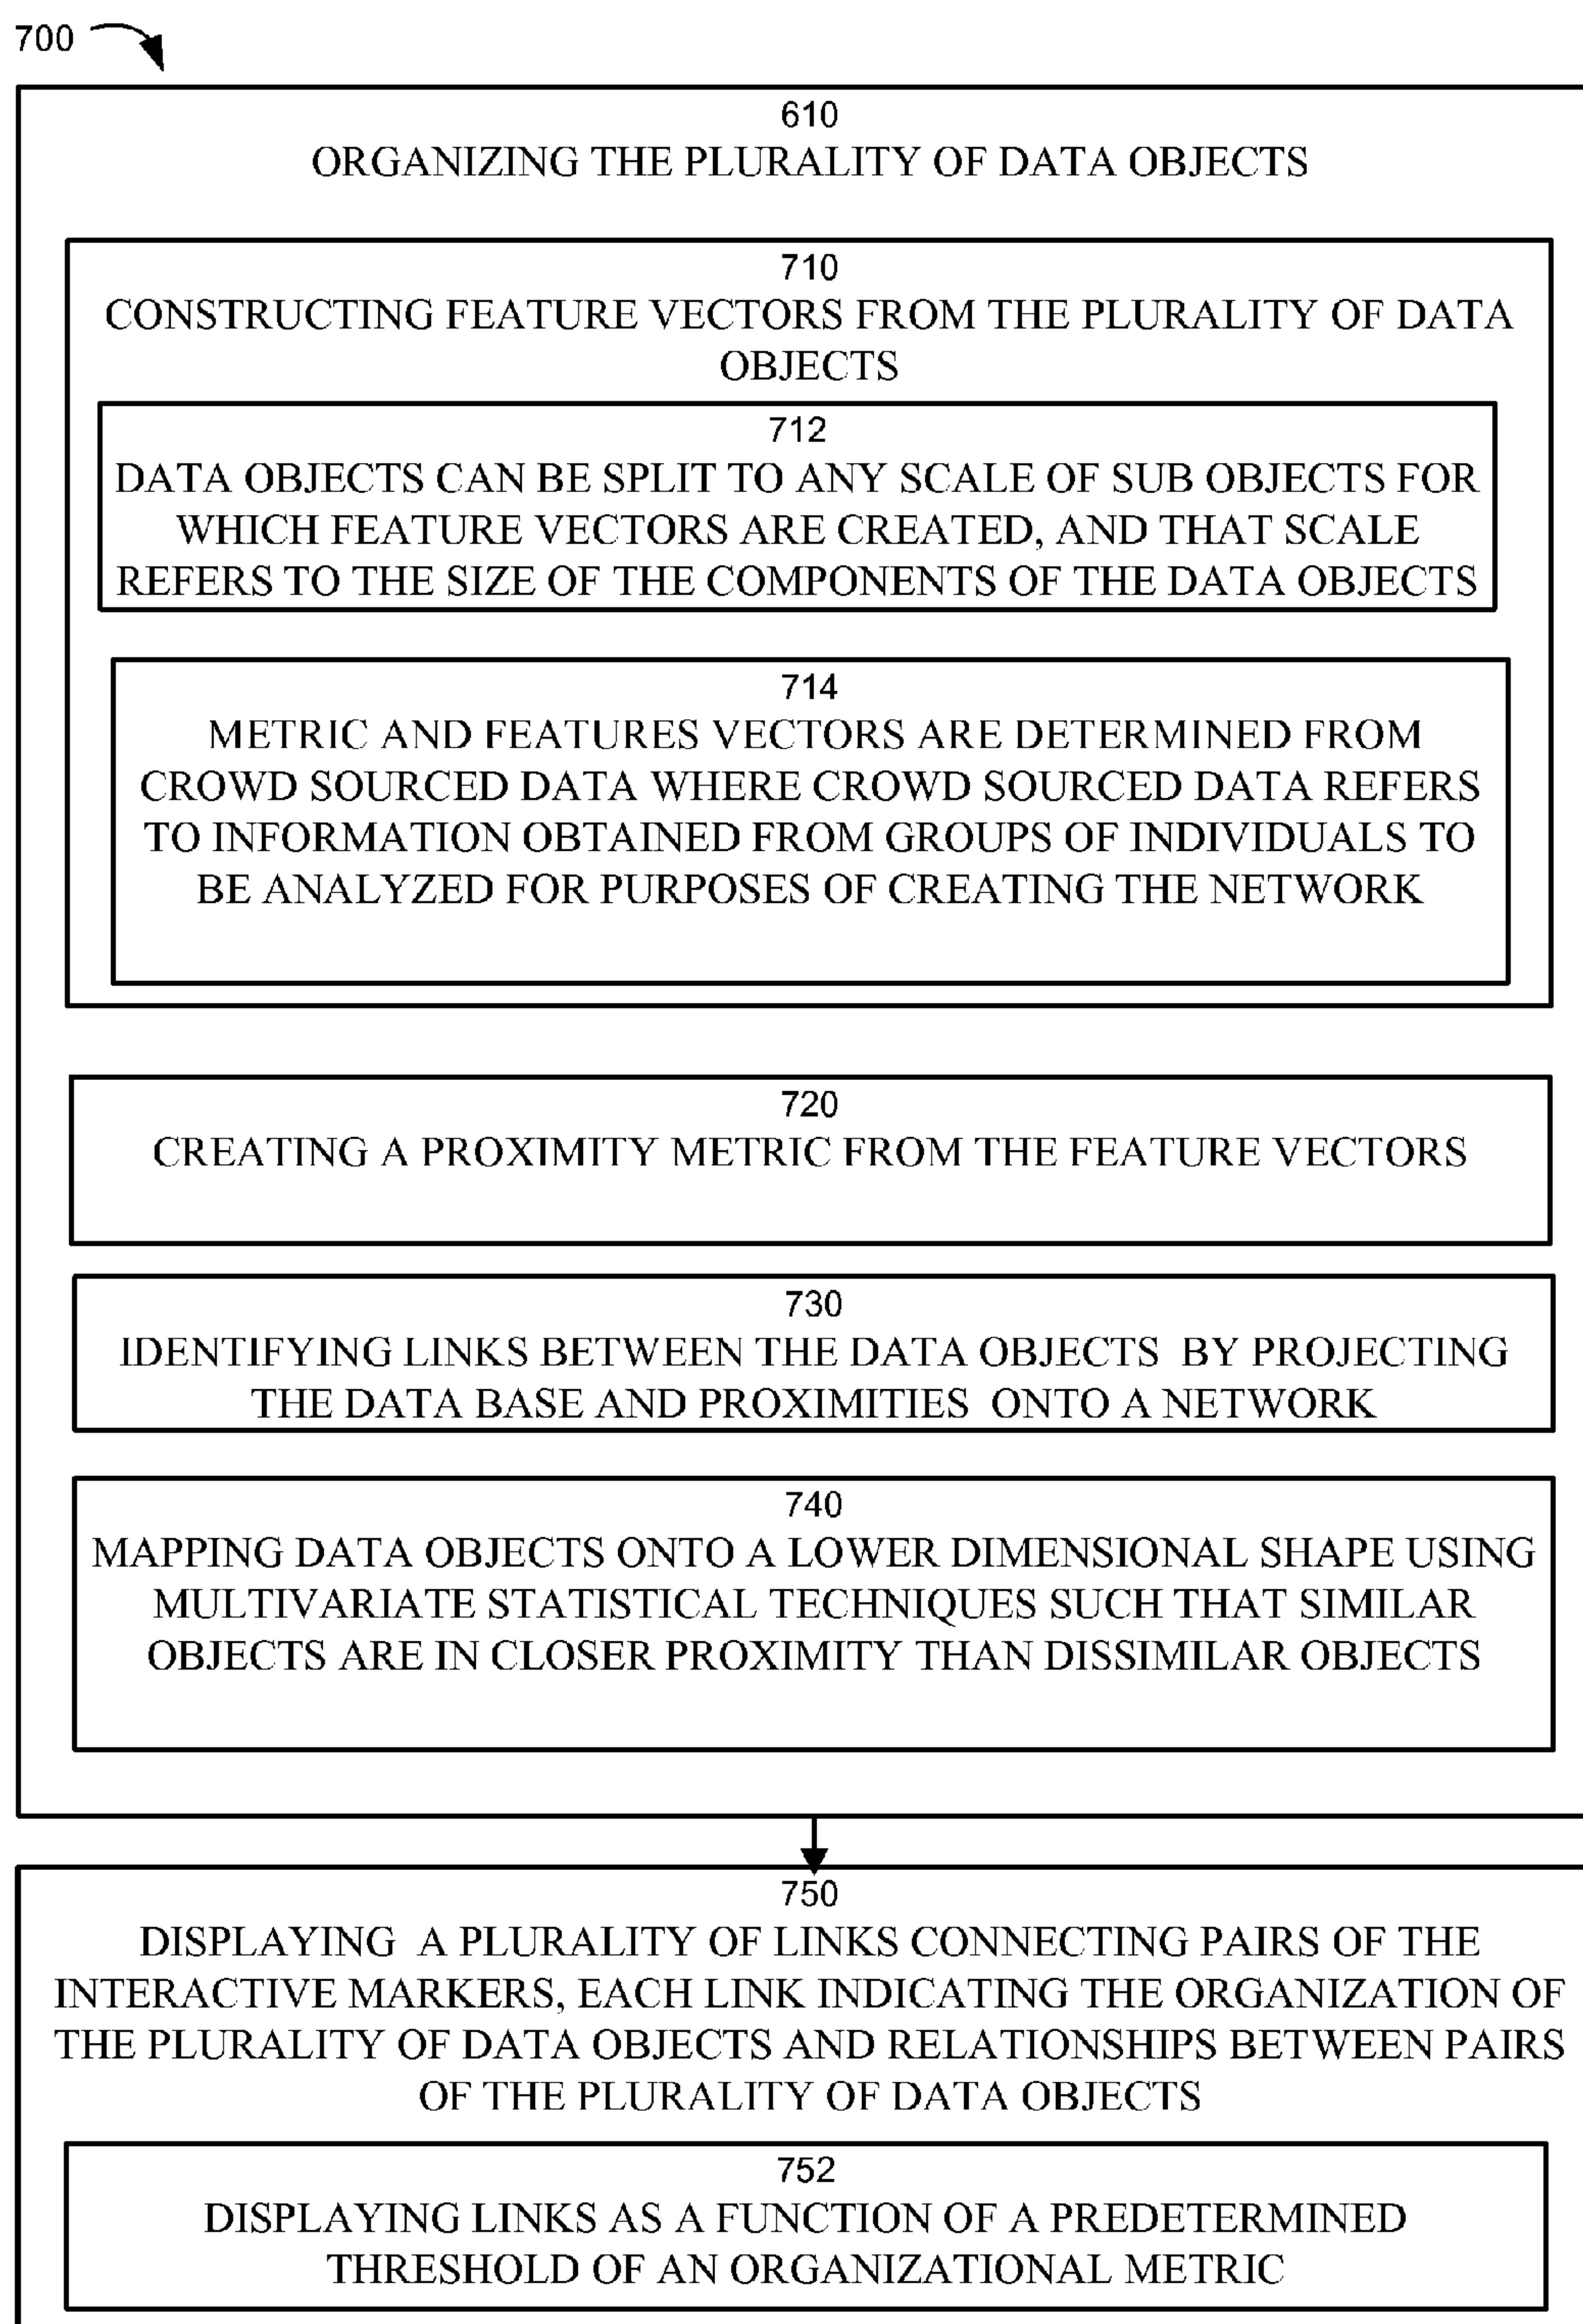 700
610
ORGANIZING THE PLURALITY OF DATA OBJECTS
710
CONSTRUCTING FEATURE VECTORS FROM THE PLURALITY OF DATA
OBJECTS
712
DATA OBJECTS CAN BE SPLIT TO ANY SCALE OF SUB OBJECTS FOR
WHICH FEATURE VECTORS ARE CREATED, AND THAT SCALE
REFERS TO THE SIZE OF THE COMPONENTS OF THE DATA OBJECTS
714
METRIC AND FEATURES VECTORS ARE DETERMINED FROM
CROWD SOURCED DATA WHERE CROWD SOURCED DATA REFERS
TO INFORMATION OBTAINED FROM GROUPS OF INDIVIDUALS TO
BE ANALYZED FOR PURPOSES OF CREATING THE NETWORK
720
CREATING A PROXIMITY METRIC FROM THE FEATURE VECTORS
730
IDENTIFYING LINKS BETWEEN THE DATA OBJECTS BY PROJECTING
THE DATA BASE AND PROXIMITIES ONTO A NETWORK
740
MAPPING DATA OBJECTS ONTO A LOWER DIMENSIONAL SHAPE USING
MULTIVARIATE STATISTICAL TECHNIQUES SUCH THAT SIMILAR
OBJECTS ARE IN CLOSER PROXIMITY THAN DISSIMILAR OBJECTS
750
DISPLAYING A PLURALITY OF LINKS CONNECTING PAIRS OF THE
INTERACTIVE MARKERS, EACH LINK INDICATING THE ORGANIZATION OF
THE PLURALITY OF DATA OBJECTS AND RELATIONSHIPS BETWEEN PAIRS
OF THE PLURALITY OF DATA OBJECTS
752
DISPLAYING LINKS AS A FUNCTION OF A PREDETERMINED
THRESHOLD OF AN ORGANIZATIONAL METRIC